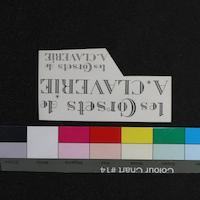 les Corsets de
A. CLAVERIE
les Corsets de
A. CLAVERIE
Colour Chart #14